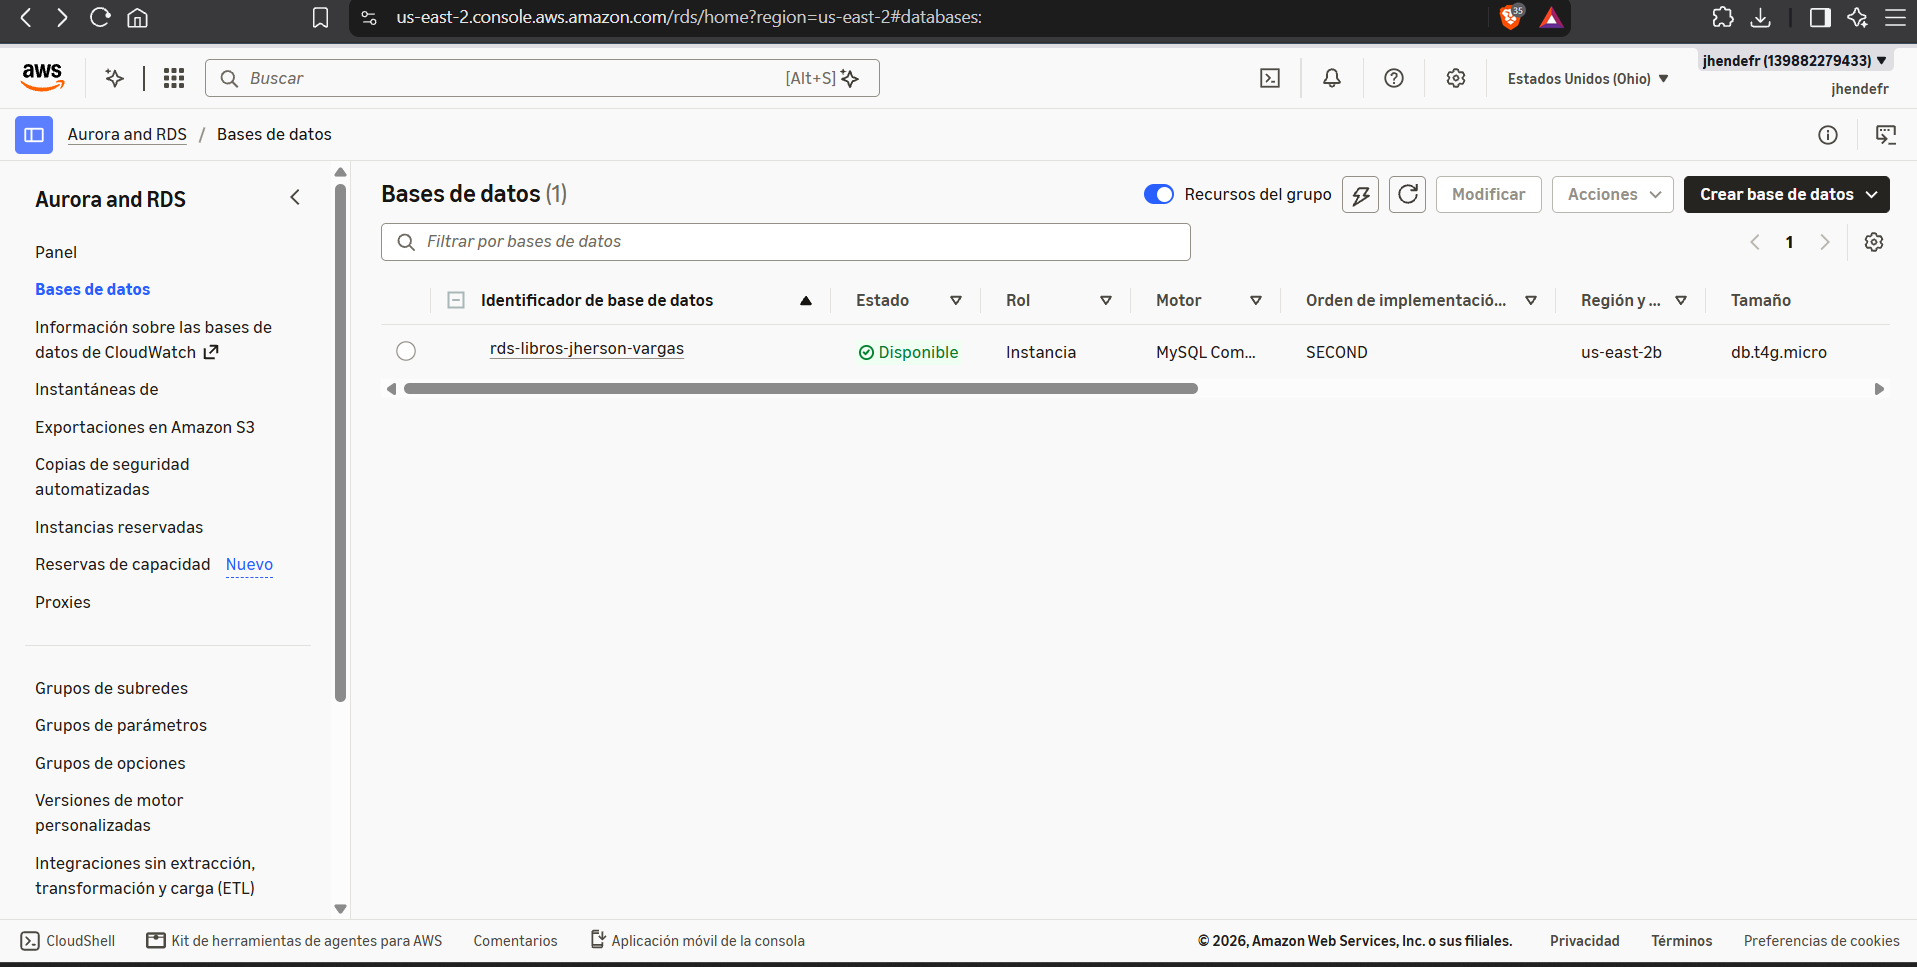 us-east-2.console.aws.amazon.com/rds/home?region=us-east-2#databases:
35
aws
Buscar
[Alt+S]
Estados Unidos (Ohio)
jhendefr (139882279433)
jhendefr
Aurora and RDS / Bases de datos
Aurora and RDS
Panel
Bases de datos
Información sobre las bases de
datos de CloudWatch
Instantáneas de
Exportaciones en Amazon S3
Copias de seguridad
automatizadas
Instancias reservadas
Reservas de capacidad Nuevo
Proxies
Grupos de subredes
Grupos de parámetros
Grupos de opciones
Versiones de motor
personalizadas
Integraciones sin extracción,
transformación y carga (ETL)
Bases de datos (1)
Recursos del grupo
Modificar
Acciones
Crear base de datos
Filtrar por bases de datos
1
Identificador de base de datos Estado Rol Motor Orden de implementació... Región y ... Tamaño
rds-libros-jherson-vargas Disponible Instancia MySQL Com... SECOND us-east-2b db.t4g.micro
CloudShell Kit de herramientas de agentes para AWS Comentarios Aplicación móvil de la consola © 2026, Amazon Web Services, Inc. o sus filiales. Privacidad Términos Preferencias de cookies